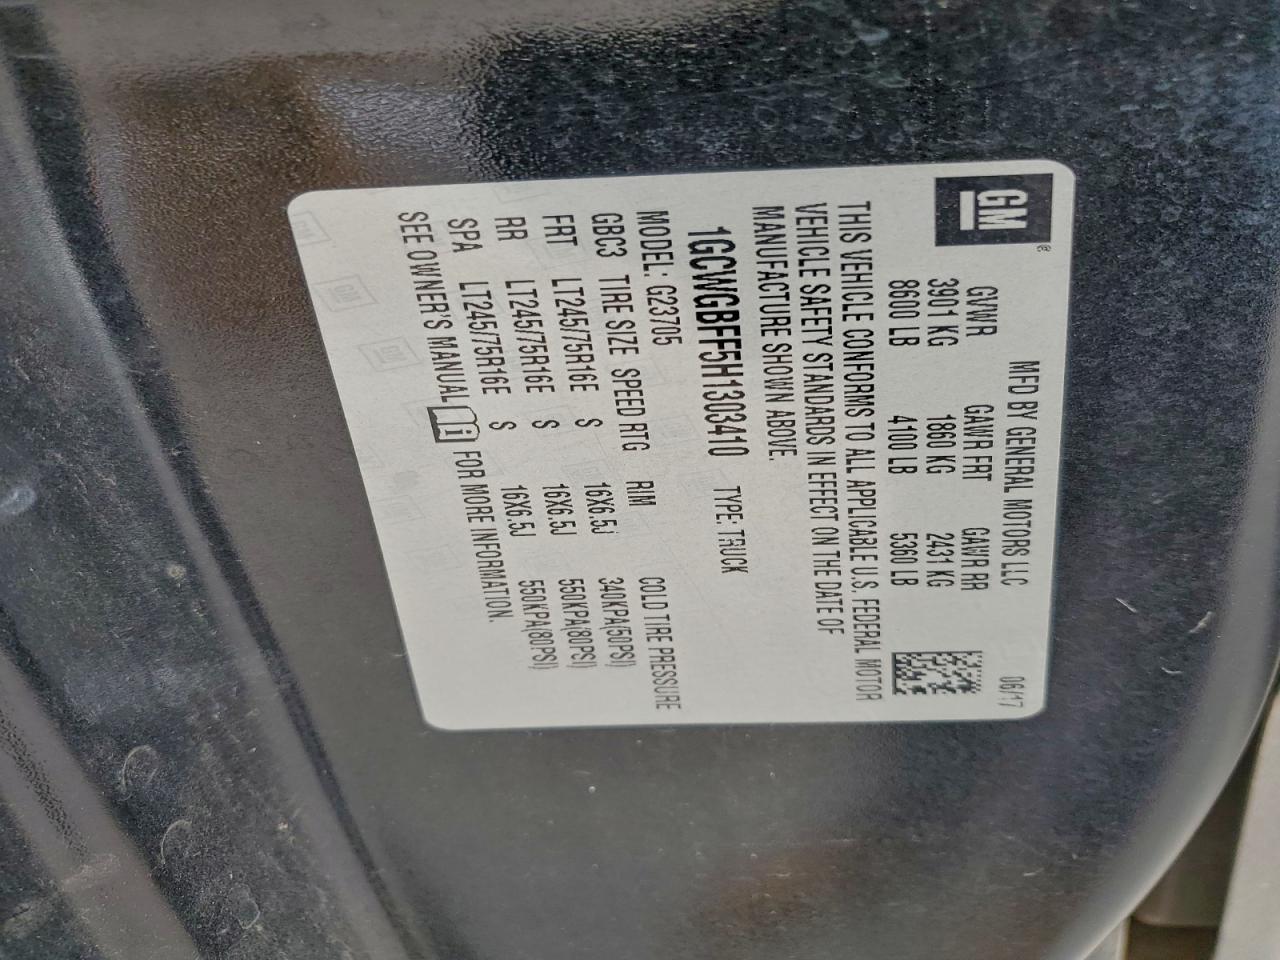 GM®
MFD BY GENERAL MOTORS LLC 06/17
GVWR GAWR FRT GAWR RR
3901 KG 1860 KG 2431 KG
8600 LB 4100 LB 5360 LB
THIS VEHICLE CONFORMS TO ALL APPLICABLE U.S. FEDERAL MOTOR
VEHICLE SAFETY STANDARDS IN EFFECT ON THE DATE OF
MANUFACTURE SHOWN ABOVE.
1GCWGBFF5H1303410 TYPE: TRUCK
MODEL: G23705
GBC3 TIRE SIZE SPEED RTG RIM COLD TIRE PRESSURE
FRT LT245/75R16E S 16X6.5J 340KPA(50PSI)
RR LT245/75R16E S 16X6.5J 550KPA(80PSI)
SPA LT245/75R16E S 16X6.5J 550KPA(80PSI)
SEE OWNER'S MANUAL i FOR MORE INFORMATION.